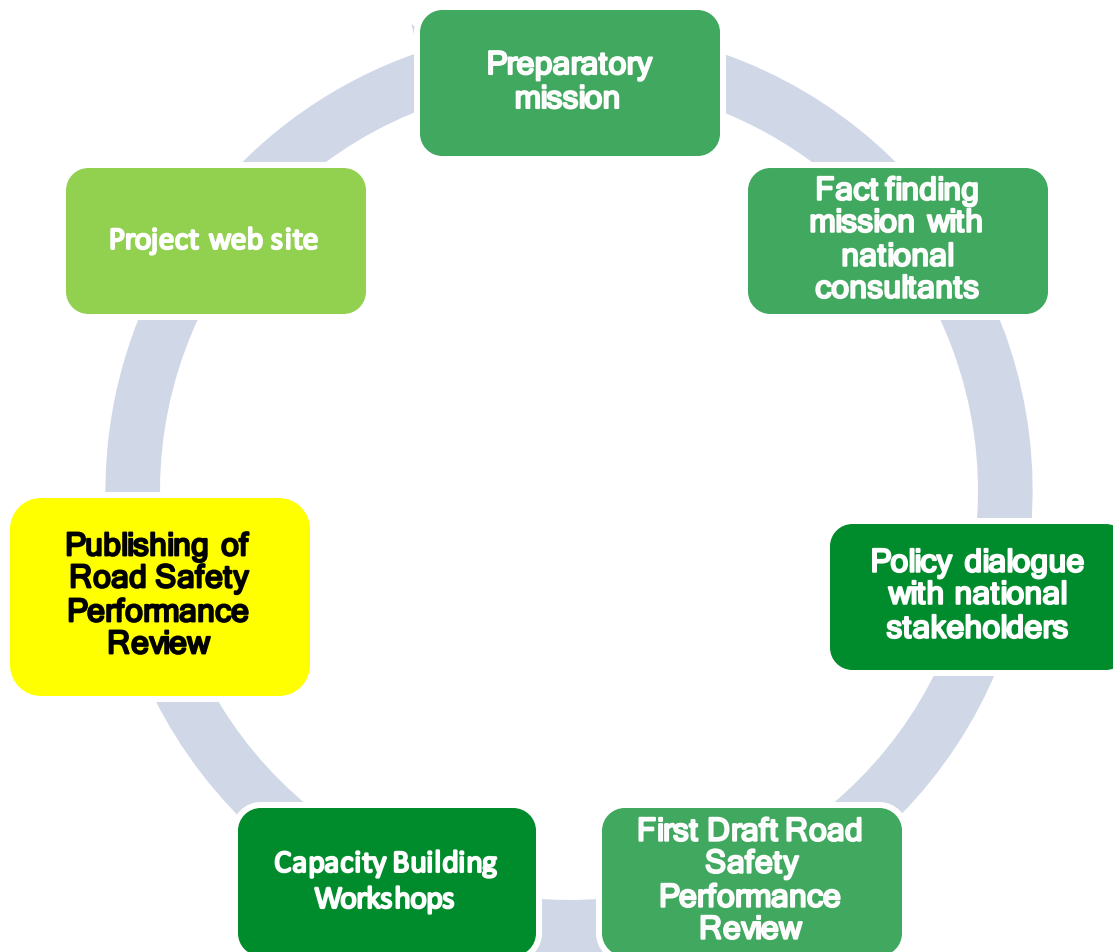 Preparatory
mission
Fact finding
mission with
national
consultants
Policy dialogue
with national
stakeholders
First Draft Road
Safety
Performance
Review
Capacity Building
Workshops
Publishing of
Road Safety
Performance
Review
Project web site